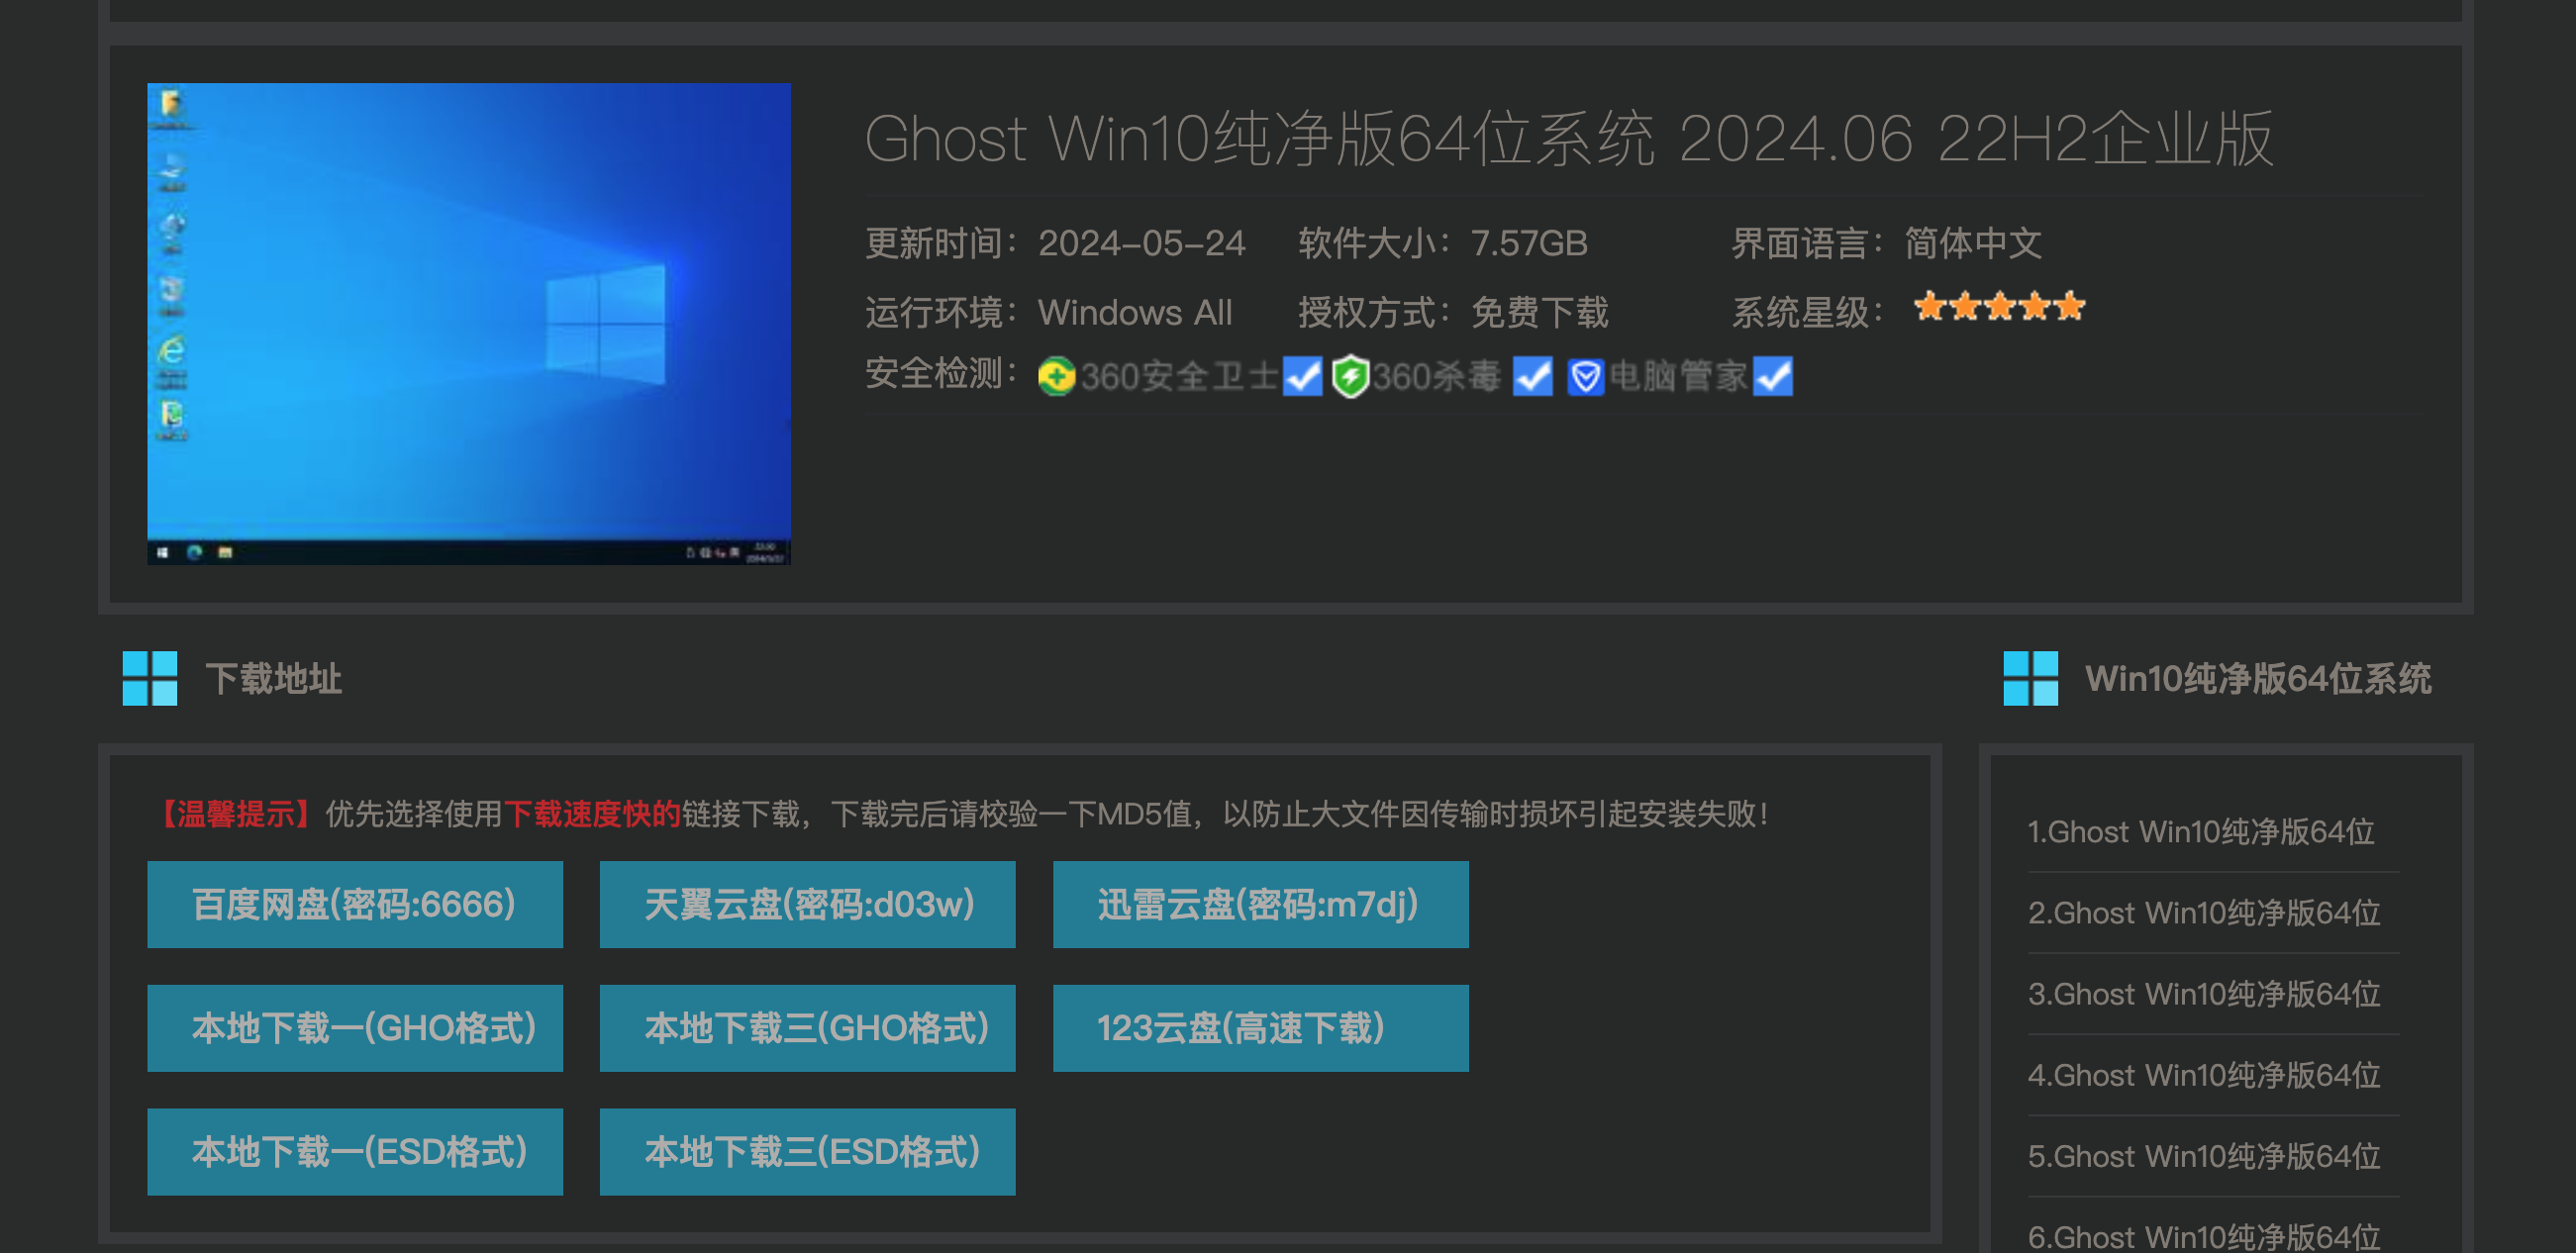 Ghost Win10纯净版64位系统 2024.06 22H2企业版
更新时间：2024-05-24 软件大小：7.57GB 界面语言：简体中文
运行环境：Windows All 授权方式：免费下载 系统星级：
安全检测：360安全卫士 360杀毒 电脑管家
下载地址
【温馨提示】优先选择使用下载速度快的链接下载，下载完后请校验一下MD5值，以防止大文件因传输时损坏引起安装失败！
百度网盘(密码:6666) 天翼云盘(密码:d03w) 迅雷云盘(密码:m7dj)
本地下载一(GHO格式) 本地下载三(GHO格式) 123云盘(高速下载)
本地下载一(ESD格式) 本地下载三(ESD格式)
Win10纯净版64位系统
1.Ghost Win10纯净版64位
2.Ghost Win10纯净版64位
3.Ghost Win10纯净版64位
4.Ghost Win10纯净版64位
5.Ghost Win10纯净版64位
6.Ghost Win10纯净版64位